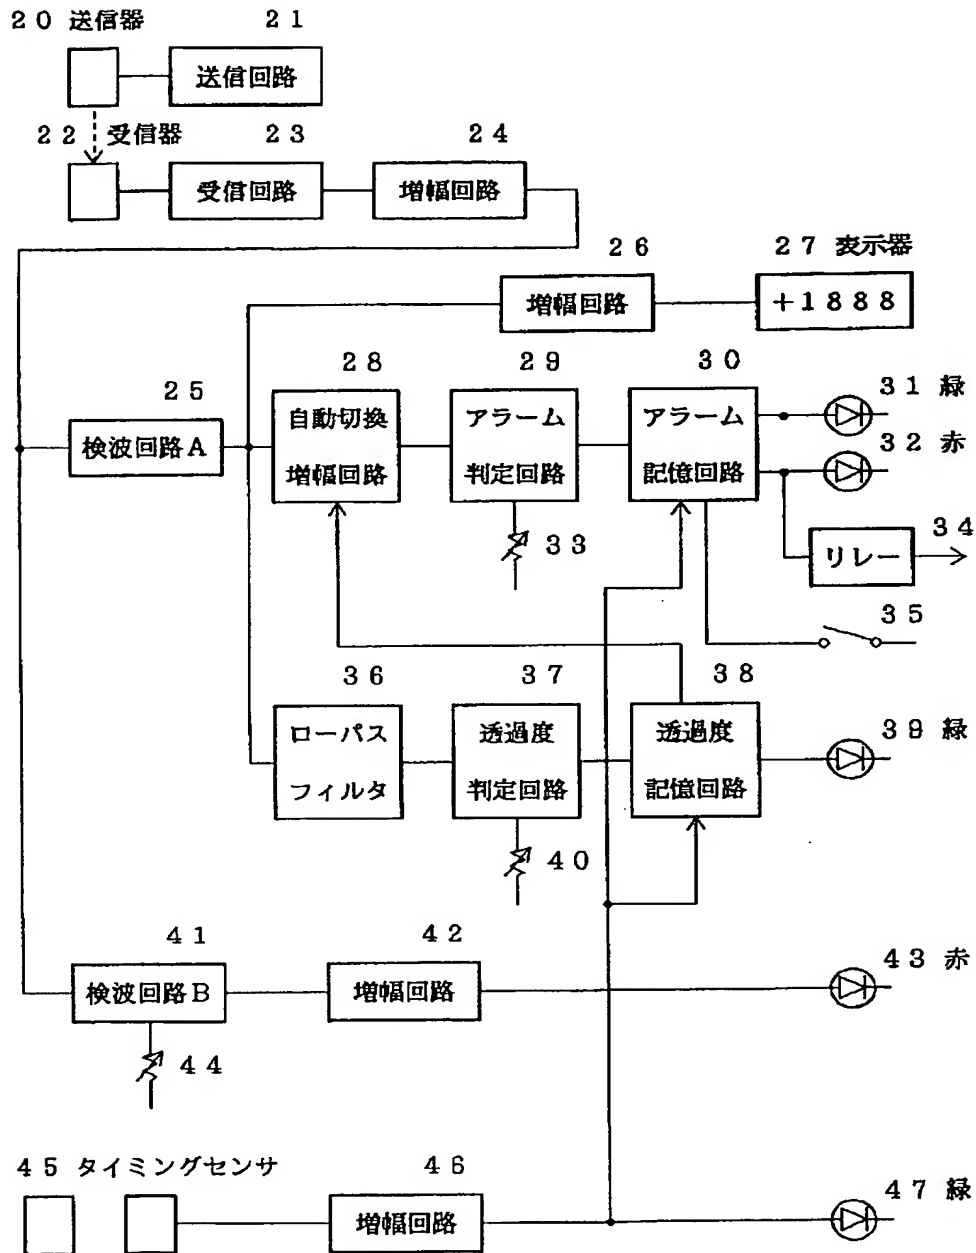 20 送信器
21
送信回路
22 受信器
23
24
受信回路
増幅回路
26
27 表示器
増幅回路
+1888
25
28
29
30
31 緑
検波回路A
自動切換
増幅回路
アラーム
判定回路
アラーム
記憶回路
32 赤
33
34
リレー
35
36
37
38
ローパス
フィルタ
透過度
判定回路
透過度
記憶回路
39 緑
40
41
42
43 赤
検波回路B
増幅回路
44
45 タイミングセンサ
46
47 緑
増幅回路